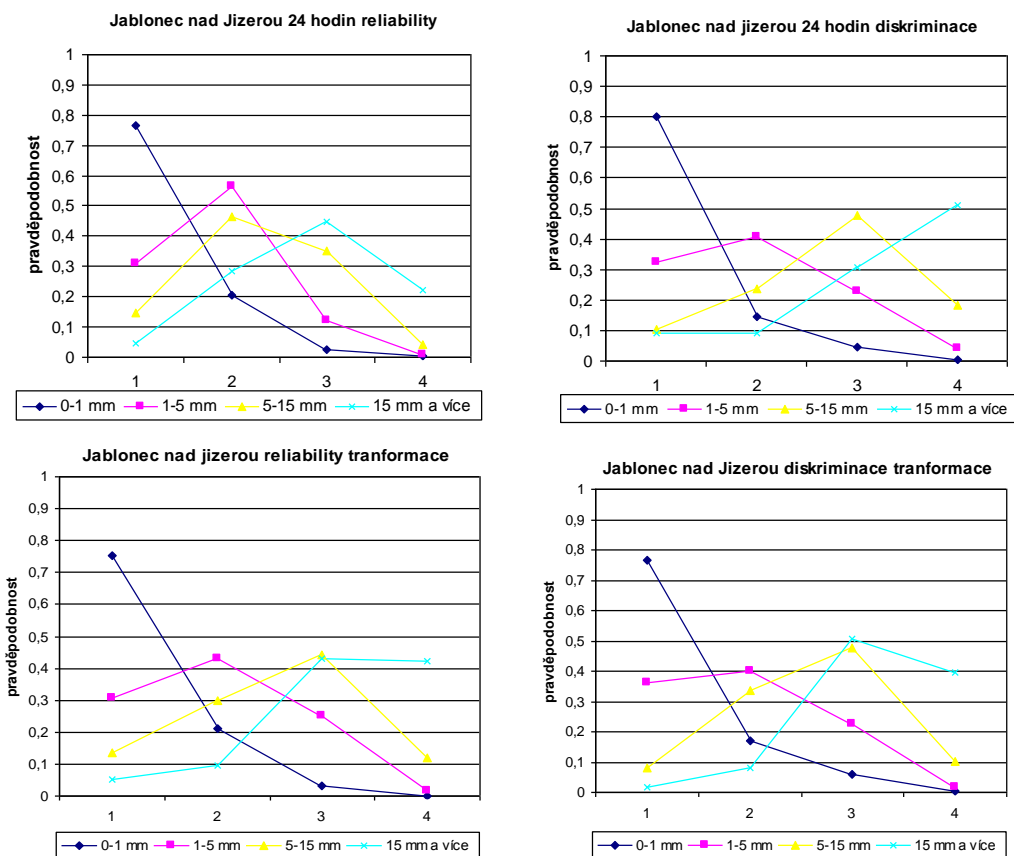 Jablonec nad Jizerou 24 hodin reliability
pravděpodobnost
1
0,9
0,8
0,7
0,6
0,5
0,4
0,3
0,2
0,1
0
1 2 3 4
0-1 mm 1-5 mm 5-15 mm 15 mm a více
Jablonec nad jizerou 24 hodin diskriminace
pravděpodobnost
1
0,9
0,8
0,7
0,6
0,5
0,4
0,3
0,2
0,1
0
1 2 3 4
0-1 mm 1-5 mm 5-15 mm 15 mm a více
Jablonec nad jizerou reliability tranformace
pravděpodobnost
1
0,9
0,8
0,7
0,6
0,5
0,4
0,3
0,2
0,1
0
1 2 3 4
0-1 mm 1-5 mm 5-15 mm 15 mm a více
Jablonec nad Jizerou diskriminace tranformace
pravděpodobnost
1
0,9
0,8
0,7
0,6
0,5
0,4
0,3
0,2
0,1
0
1 2 3 4
0-1 mm 1-5 mm 5-15 mm 15 mm a více